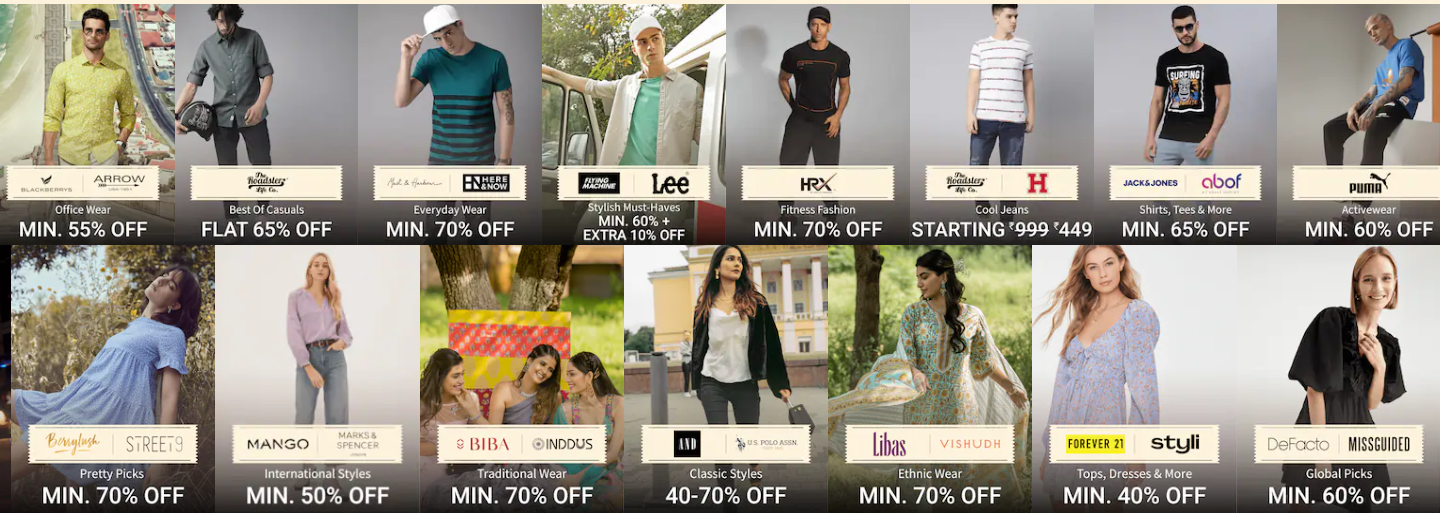 BLACKBERRYS
ARROW
USA·1851
Office Wear
MIN. 55% OFF
The
Roadster
Life Co.
Best Of Casuals
FLAT 65% OFF
Mast & Harbour
HERE
&NOW
Everyday Wear
MIN. 70% OFF
FLYING
MACHINE
Lee
Stylish Must-Haves
MIN. 60% +
EXTRA 10% OFF
HRX
Fitness Fashion
MIN. 70% OFF
The
Roadster
Life Co.
H
Cool Jeans
STARTING ₹999 ₹449
SURFING
JACK&JONES
abof
Shirts, Tees & More
MIN. 65% OFF
PUMA
Activewear
MIN. 60% OFF
Berrylush
STREET9
Pretty Picks
MIN. 70% OFF
MANGO
MARKS &
SPENCER
LONDON
International Styles
MIN. 50% OFF
BIBA
INDDUS
Traditional Wear
MIN. 70% OFF
AND
U.S. POLO ASSN.
Classic Styles
40-70% OFF
Libas
VISHUDH
Ethnic Wear
MIN. 70% OFF
FOREVER 21
styli
Tops, Dresses & More
MIN. 40% OFF
DeFacto
MISSGUIDED
Global Picks
MIN. 60% OFF